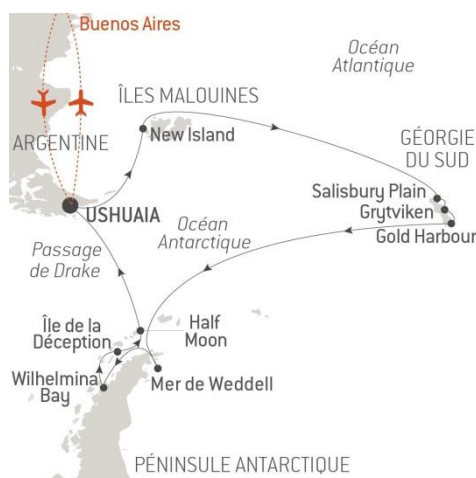 Buenos Aires
Océan
Atlantique
ÎLES MALOUINES
ARGENTINE
New Island
GÉORGIE
DU SUD
Salisbury Plain
Grytviken
Gold Harbour
USHUAIA
Océan
Antarctique
Passage
de Drake
Half
Moon
Île de la
Déception
Wilhelmina
Bay
Mer de Weddell
PÉNINSULE ANTARCTIQUE